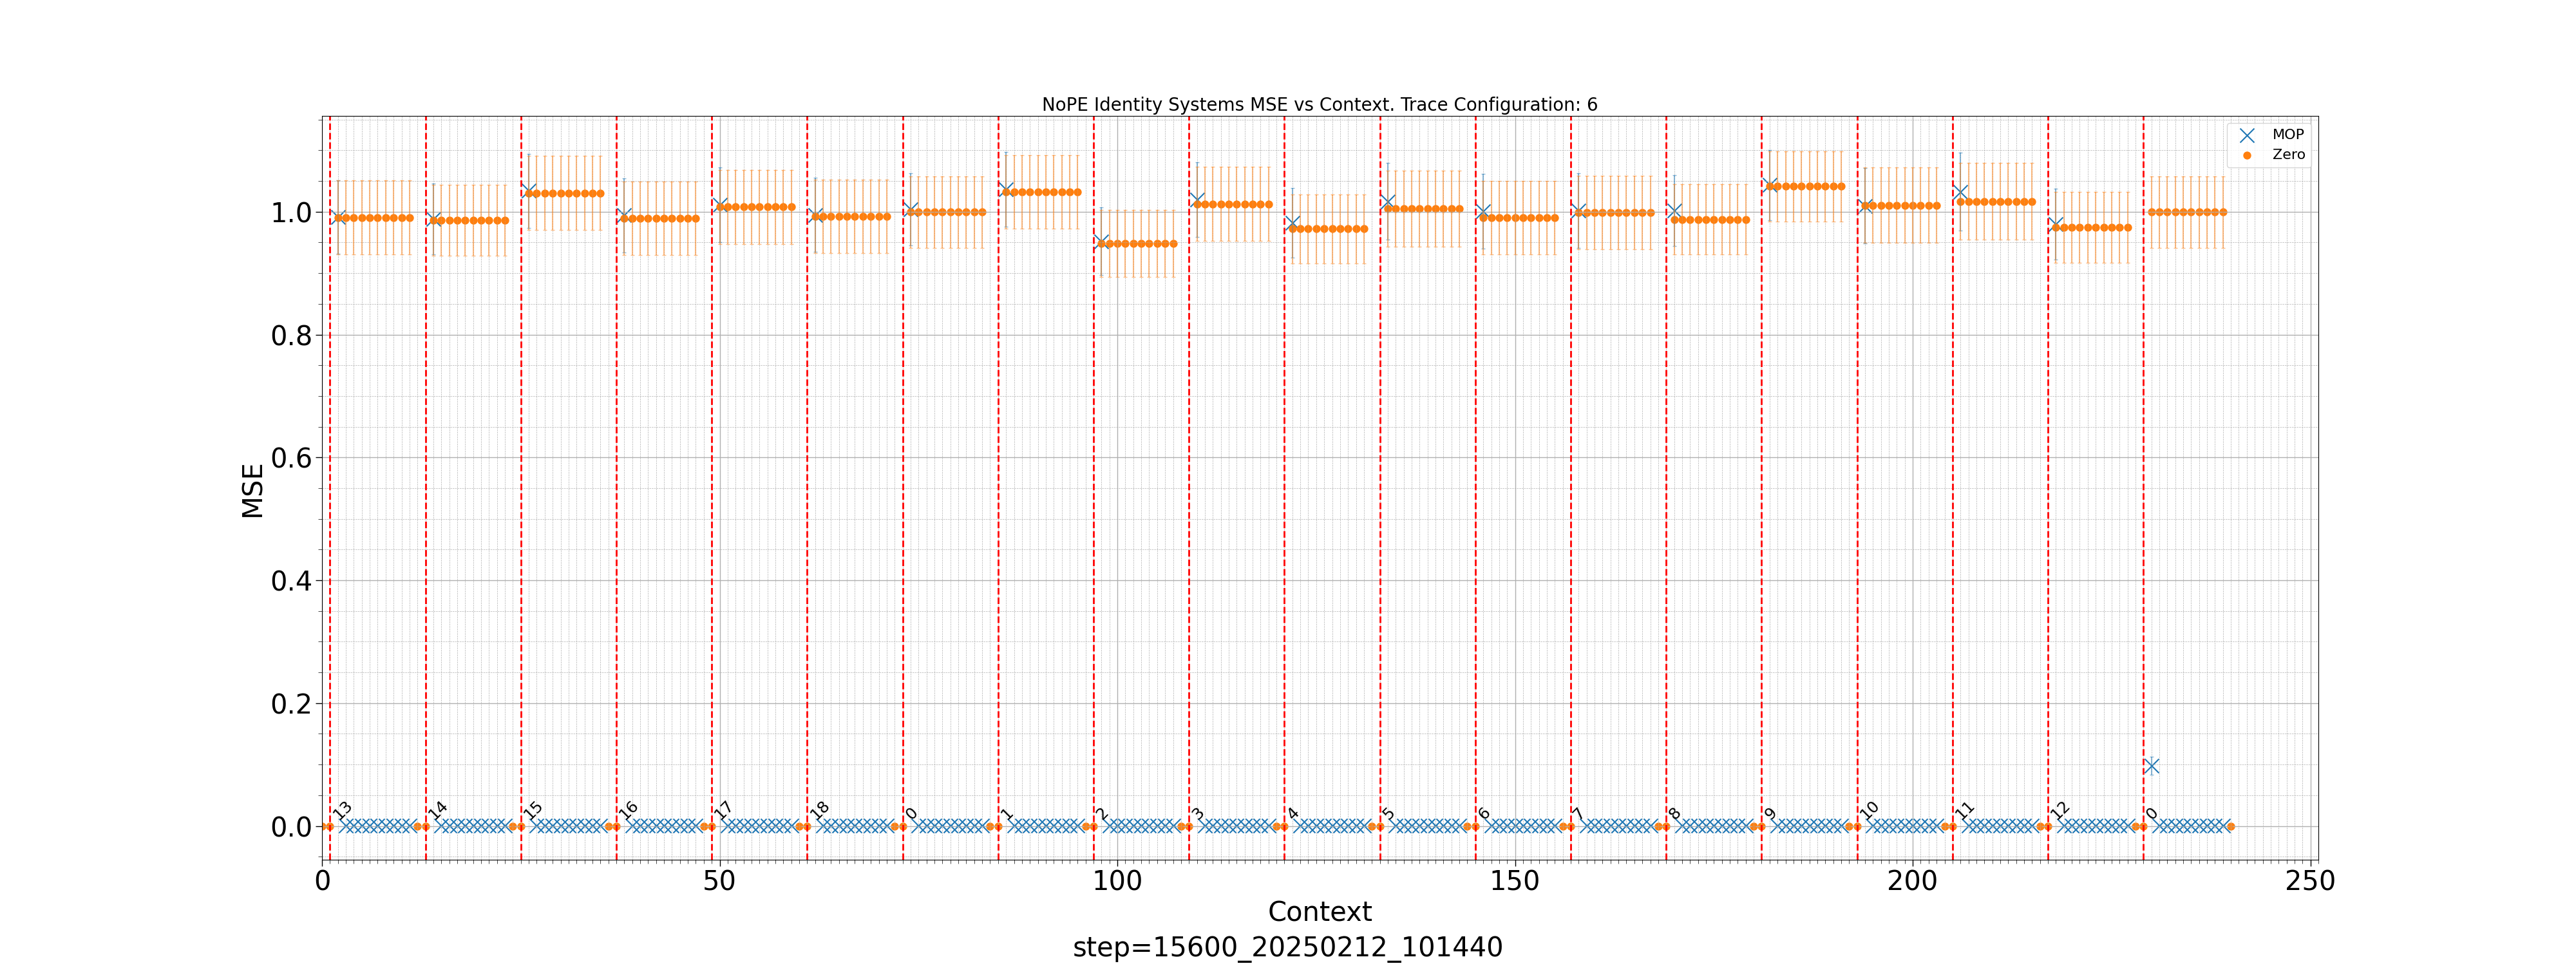 NoPE Identity Systems MSE vs Context. Trace Configuration: 6
MOP
Zero
MSE
1.0
0.8
0.6
0.4
0.2
0.0
13 14 15 16 17 18 0 1 2 3 4 5 6 7 8 9 10 11 12 0
0 50 100 150 200 250
Context
step=15600_20250212_101440